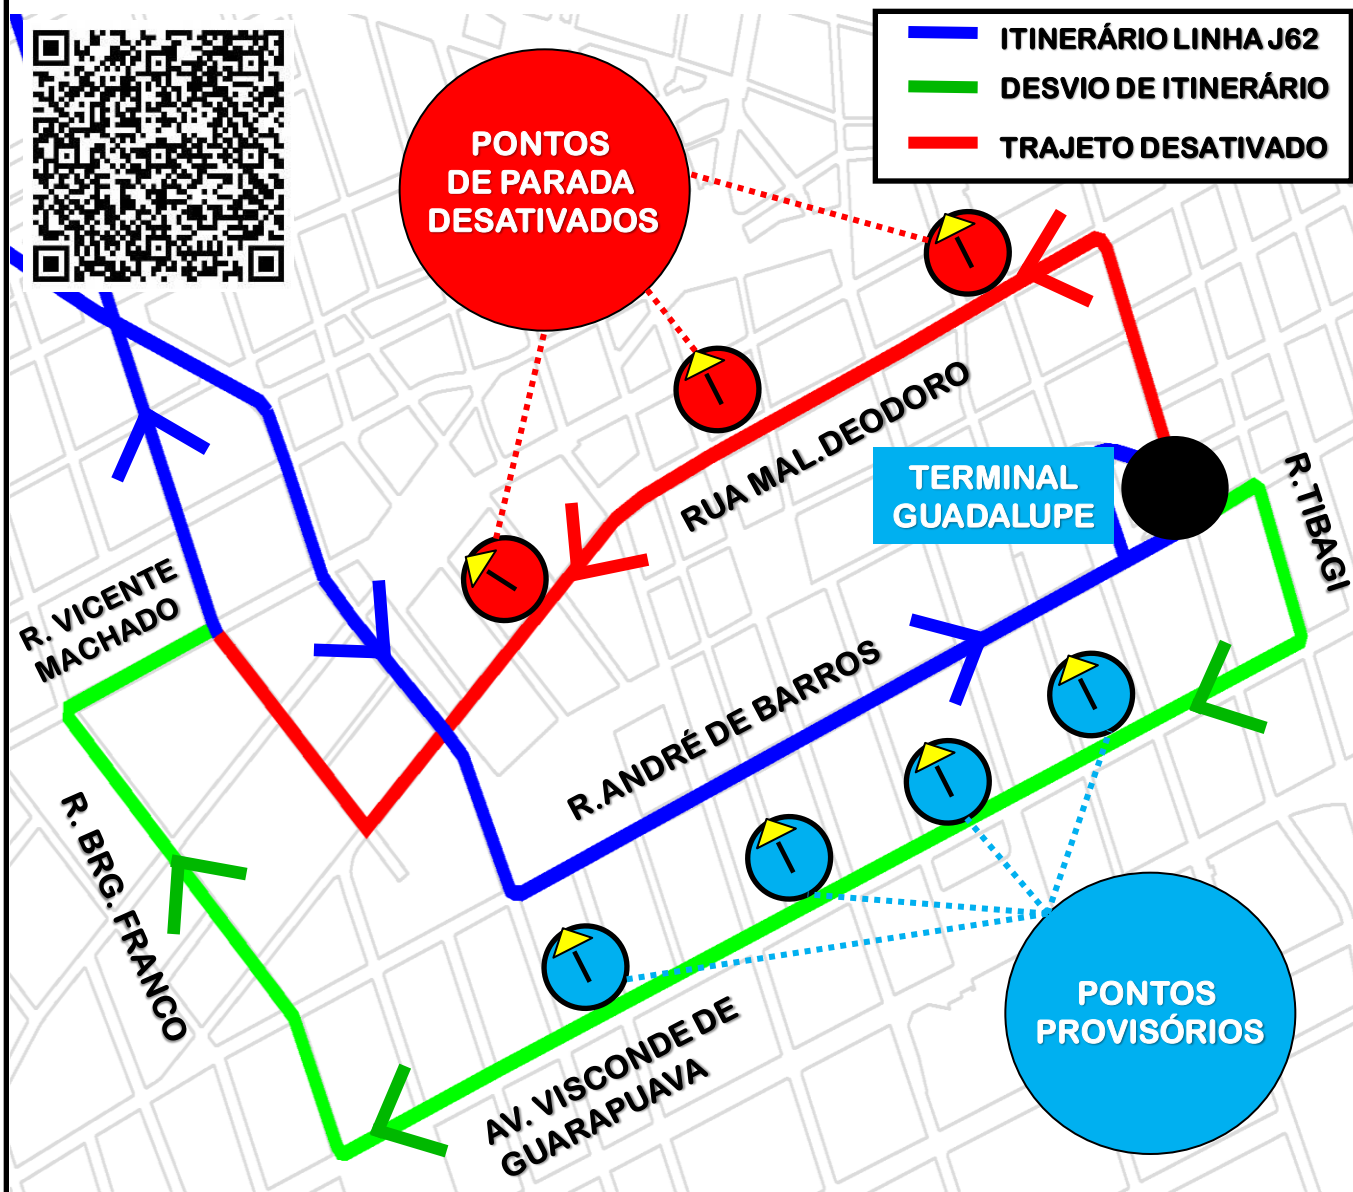 ITINERÁRIO LINHA J62
DESVIO DE ITINERÁRIO
TRAJETO DESATIVADO
PONTOS
DE PARADA
DESATIVADOS
RUA MAL.DEODORO
TERMINAL
GUADALUPE
R.TIBAGI
R. VICENTE
MACHADO
R.ANDRÉ DE BARROS
R. BRG. FRANCO
AV. VISCONDE DE
GUARAPUAVA
PONTOS
PROVISÓRIOS